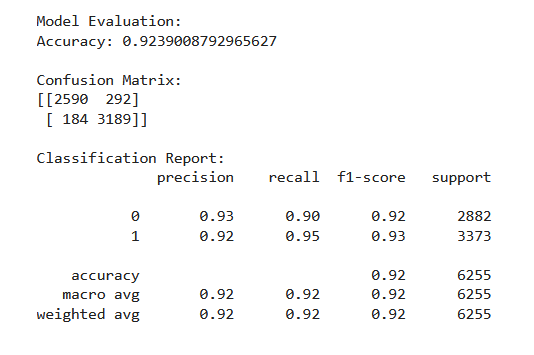 Model Evaluation:
Accuracy: 0.9239008792965627
Confusion Matrix:
[[2590  292]
 [ 184 3189]]
Classification Report:
              precision    recall  f1-score   support
           0       0.93      0.90      0.92      2882
           1       0.92      0.95      0.93      3373
    accuracy                           0.92      6255
   macro avg       0.92      0.92      0.92      6255
weighted avg       0.92      0.92      0.92      6255